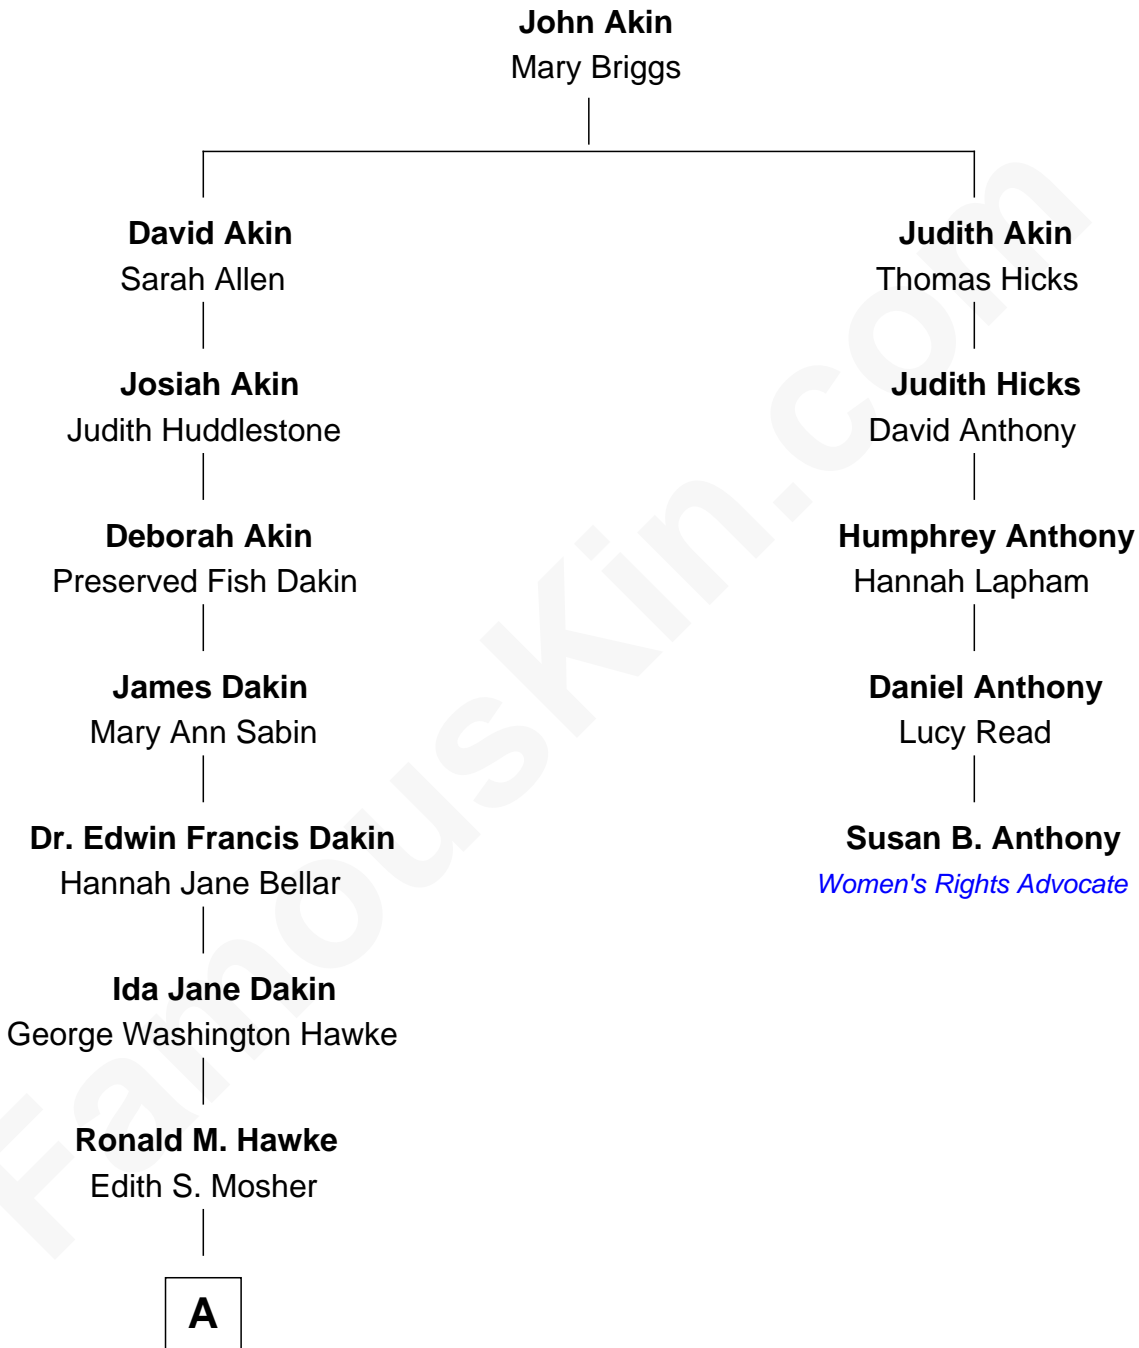 John Akin
Mary Briggs
David Akin
Sarah Allen
Judith Akin
Thomas Hicks
Josiah Akin
Judith Huddlestone
Judith Hicks
David Anthony
Deborah Akin
Preserved Fish Dakin
Humphrey Anthony
Hannah Lapham
James Dakin
Mary Ann Sabin
Daniel Anthony
Lucy Read
Dr. Edwin Francis Dakin
Hannah Jane Bellar
Susan B. Anthony
Women's Rights Advocate
Ida Jane Dakin
George Washington Hawke
Ronald M. Hawke
Edith S. Mosher
A
FamousKin.com